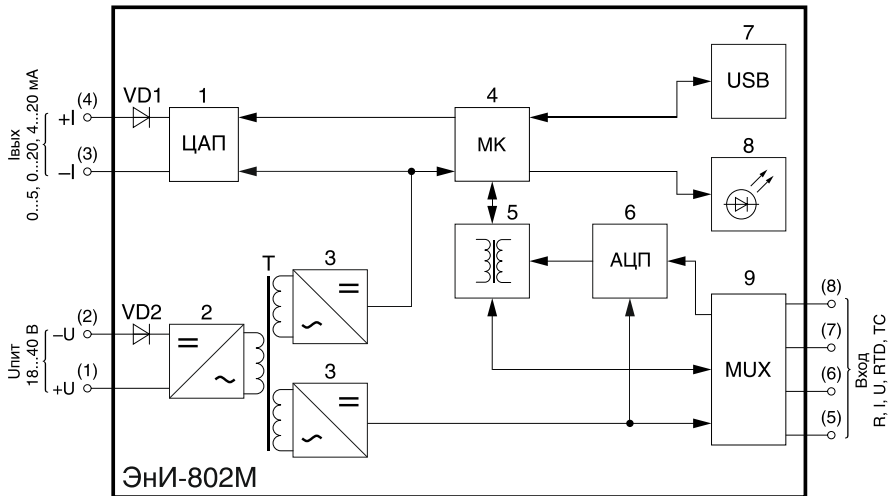 7
USB
VD1
1
4
+I
(4)
ЦАП
МК
Iвых
0...5, 0...20, 4...20 мА
–I
(3)
8
5
6
АЦП
T
3
9
MUX
(8)
(7)
(6)
(5)
Вход
R, I, U, RTD, TC
VD2
2
Uпит
18...40 В
–U
(2)
+U
(1)
3
ЭнИ-802М